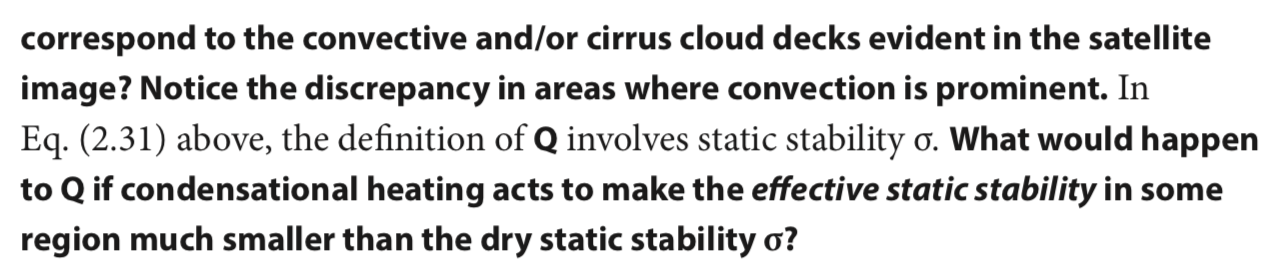 correspond to the convective and/or cirrus cloud decks evident in the satellite
image? Notice the discrepancy in areas where convection is prominent. In
Eq. (2.31) above, the definition of Q involves static stability σ. What would happen
to Q if condensational heating acts to make the effective static stability in some
region much smaller than the dry static stability σ?